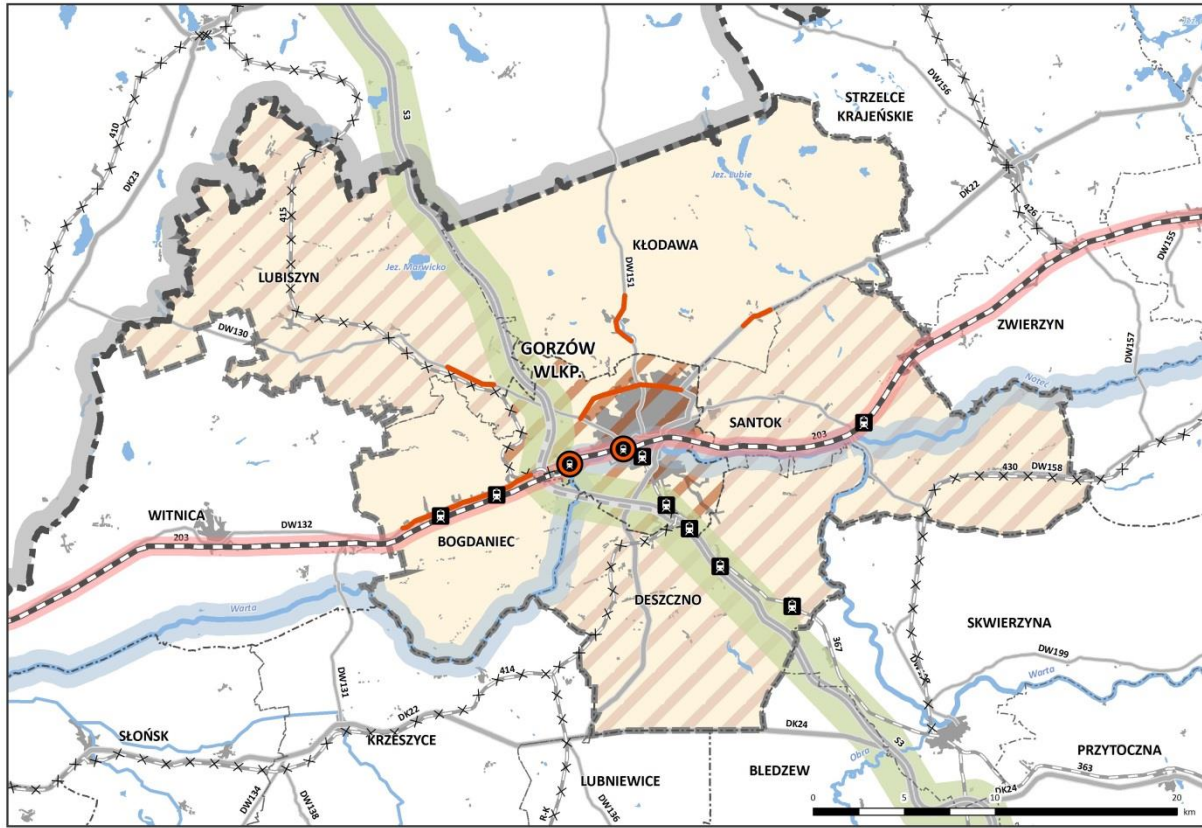 S3
STRZELCE
KRAJEŃSKIE
DW156
410
DK23
415
Jez. Lubie
DK22
426
KŁODAWA
DW151
DW155
Jez. Marwicko
LUBISZYN
ZWIERZYN
DW130
GORZÓW
WLKP.
DW157
Noteć
SANTOK
203
430
DW158
WITNICA
DW132
203
BOGDANIEC
DESZCZNO
Warta
SKWIERZYNA
367
DW199
Warta
DW131
414
DK22
DK24
S3
SŁOŃSK
KRZESZYCE
Obra
PRZYTOCZNA
363
BLEDZEW
LUBNIEWICE
DK24
DW134
DW138
R-K
DW136
0 5 10 20
km